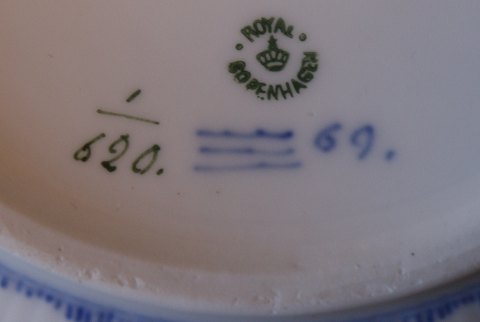 ROYAL COPENHAGEN
1
620. 69.